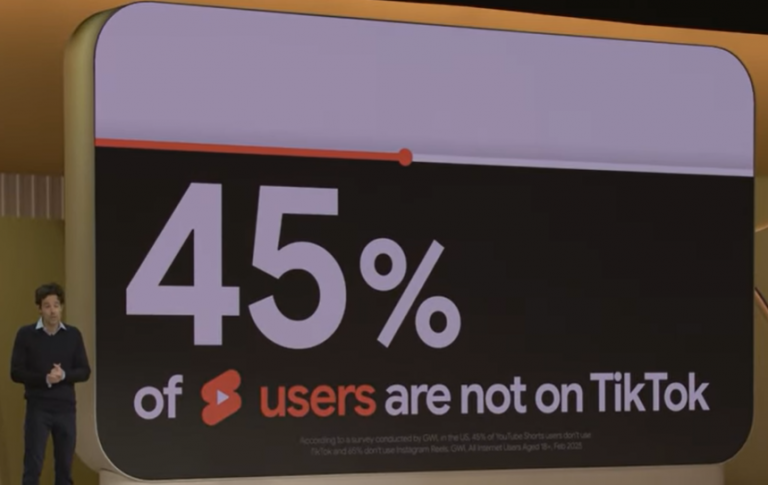 45%
of users are not on TikTok
According to a survey conducted by GWI, in the US, 45% of YouTube Shorts users don't use
TikTok and 65% don't use Instagram Reels. GWI, All Internet Users Aged 18+, Feb 2025